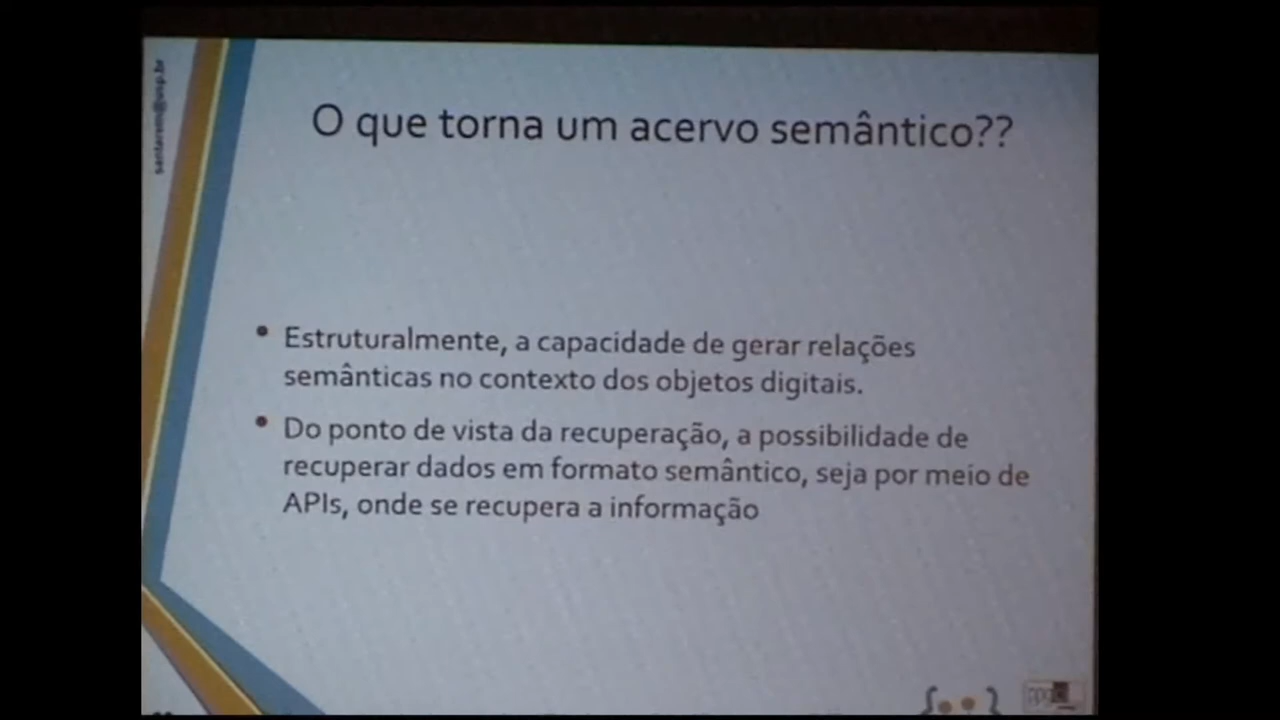 O que torna um acervo semântico??
• Estruturalmente, a capacidade de gerar relações
semânticas no contexto dos objetos digitais.
• Do ponto de vista da recuperação, a possibilidade de
recuperar dados em formato semântico, seja por meio de
APIs, onde se recupera a informação